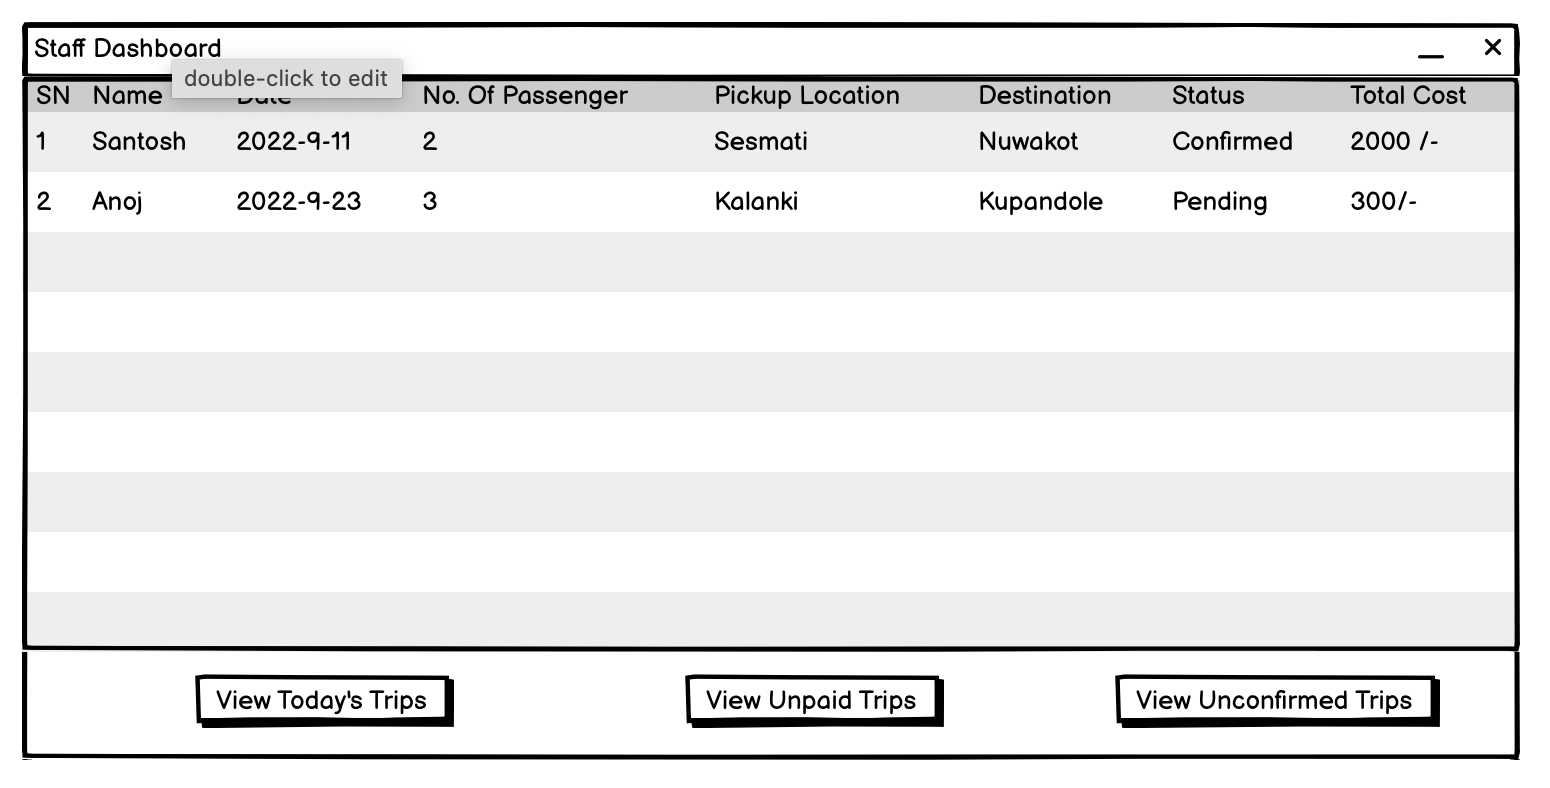 Staff Dashboard
double-click to edit
SN Name Date No. Of Passenger Pickup Location Destination Status Total Cost
1 Santosh 2022-9-11 2 Sesmati Nuwakot Confirmed 2000 /-
2 Anoj 2022-9-23 3 Kalanki Kupandole Pending 300/-
View Today's Trips View Unpaid Trips View Unconfirmed Trips